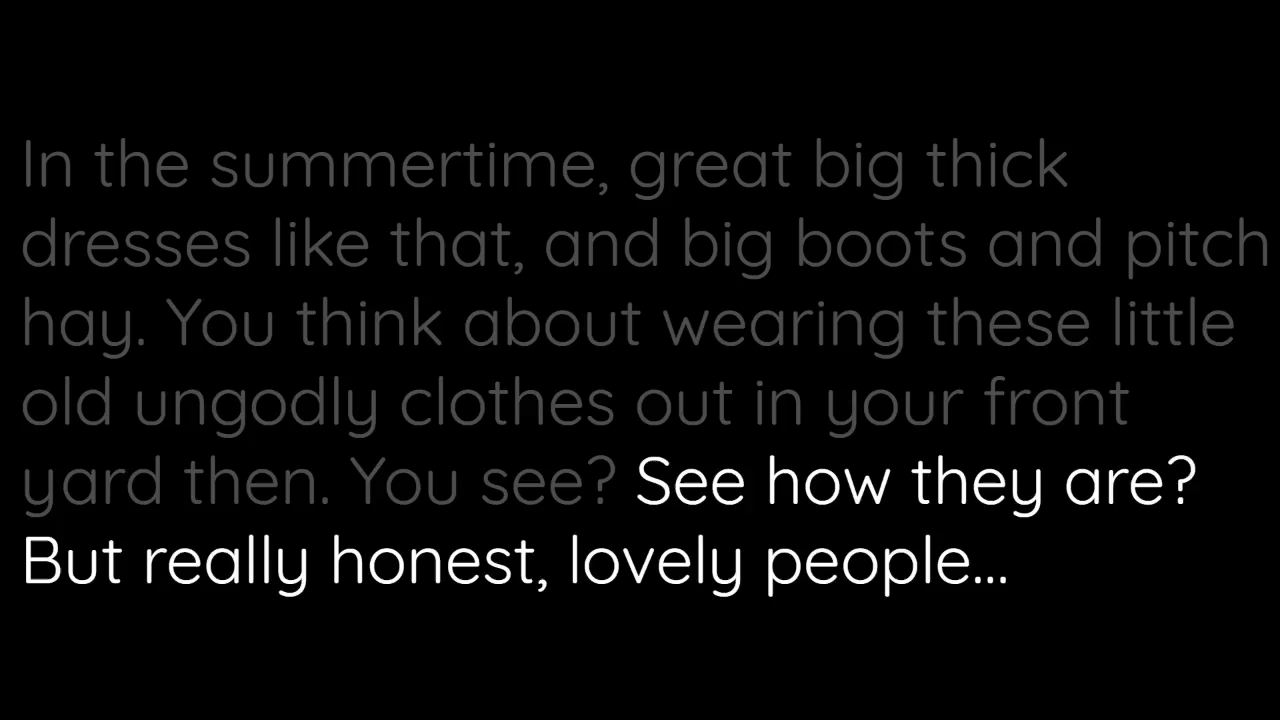 In the summertime, great big thick
dresses like that, and big boots and pitch
hay. You think about wearing these little
old ungodly clothes out in your front
yard then. You see? See how they are?
But really honest, lovely people...